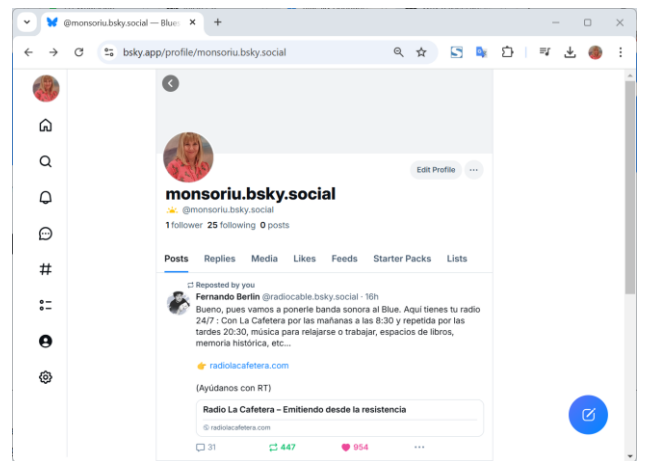 @monsoriu.bsky.social — Blues
bsky.app/profile/monsoriu.bsky.social
Edit Profile
monsoriu.bsky.social
@monsoriu.bsky.social
1 follower 25 following 0 posts
Posts Replies Media Likes Feeds Starter Packs Lists
Reposted by you
Fernando Berlin @radiocable.bsky.social · 16h
Bueno, pues vamos a ponerle banda sonora al Blue. Aquí tienes tu radio
24/7 : Con La Cafetera por las mañanas a las 8:30 y repetida por las
tardes 20:30, música para relajarse o trabajar, espacios de libros,
memoria histórica, etc...
👉 radiolacafetera.com
(Ayúdanos con RT)
Radio La Cafetera – Emitiendo desde la resistencia
radiolacafetera.com
31 447 954